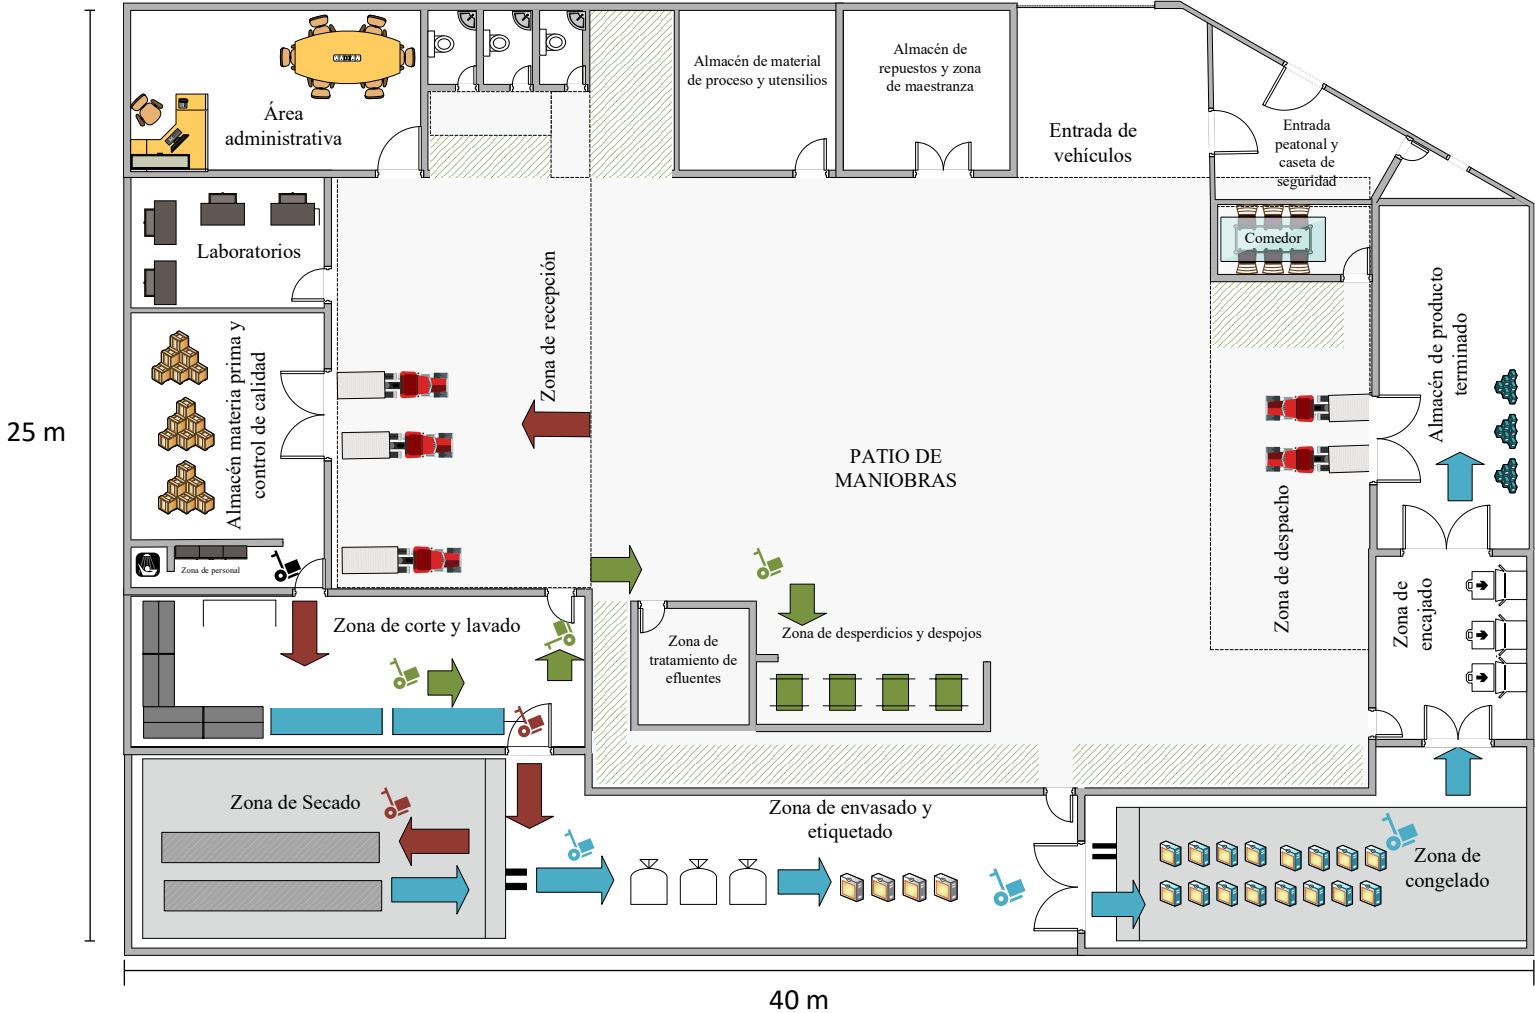 Área
administrativa
Almacén de material
de proceso y utensilios
Almacén de
repuestos y zona
de maestranza
Entrada de
vehículos
Entrada
peatonal y
caseta de
seguridad
Laboratorios
Comedor
Zona de recepción
Almacén materia prima y
control de calidad
Almacén de producto
terminado
25 m
PATIO DE
MANIOBRAS
Zona de despacho
Zona de personal
Zona de corte y lavado
Zona de
tratamiento de
efluentes
Zona de desperdicios y despojos
Zona de
encajado
Zona de Secado
Zona de envasado y
etiquetado
Zona de
congelado
40 m